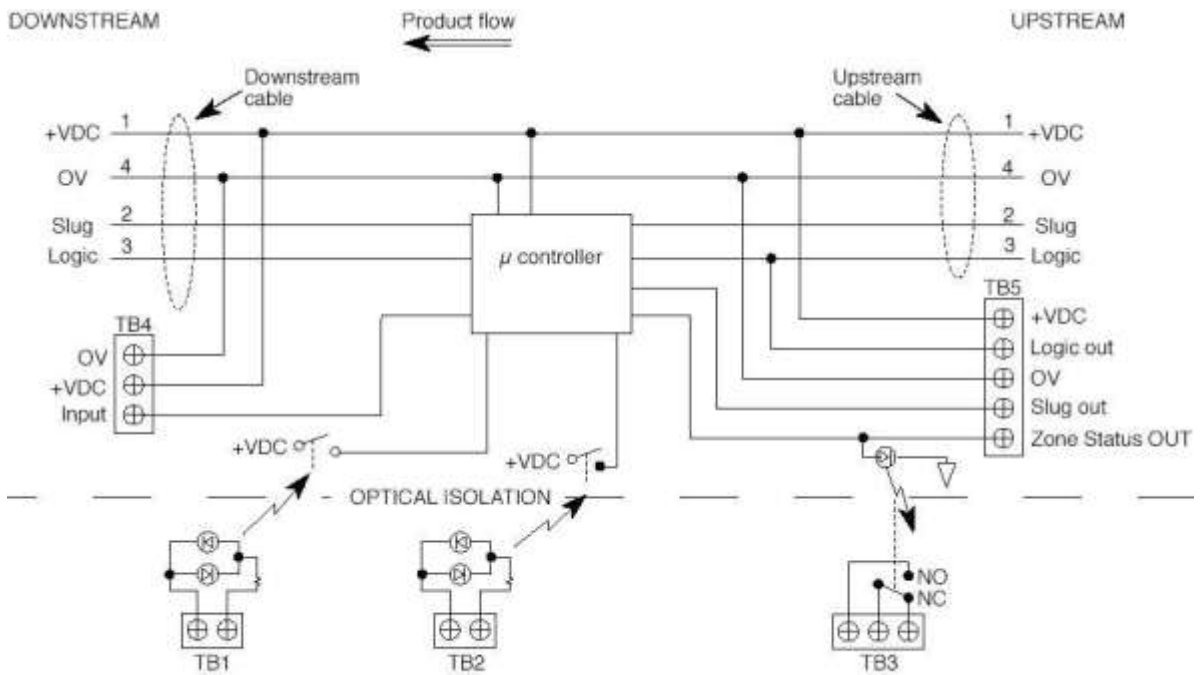 DOWNSTREAM
Product flow
UPSTREAM
Downstream
cable
Upstream
cable
+VDC 1
1 +VDC
OV 4
4 OV
Slug 2
2 Slug
Logic 3
3 Logic
μ controller
TB4
OV
+VDC
Input
TB5
+VDC
Logic out
OV
Slug out
Zone Status OUT
+VDC
+VDC
OPTICAL ISOLATION
NO
NC
TB1
TB2
TB3